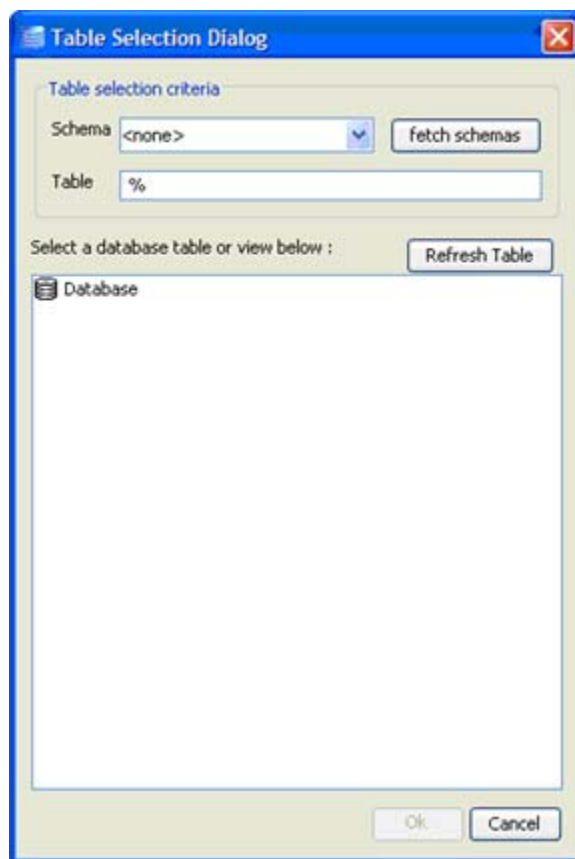 Table Selection Dialog
Table selection criteria
Schema <none> fetch schemas
Table %
Select a database table or view below : Refresh Table
Database
Ok Cancel